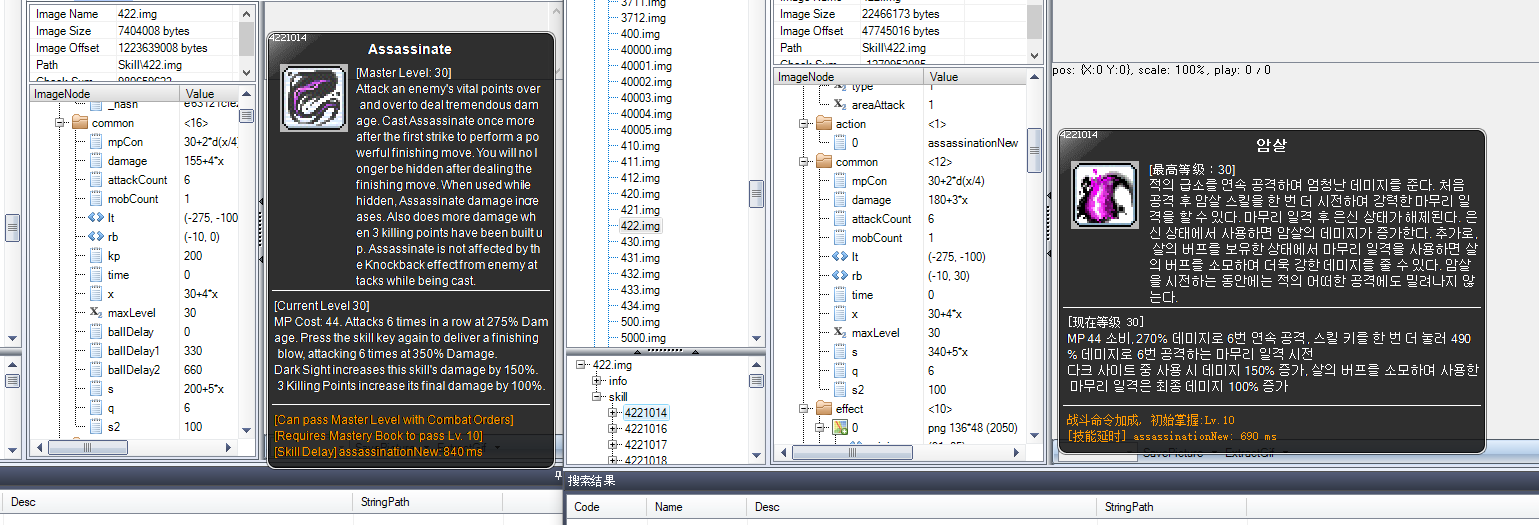 Image Name 422.img
Image Size 7404008 bytes
Image Offset 1223639008 bytes
Path Skill\422.img
ImageNode Value
_hash
common <16>
mpCon 30+2*d(x/4)
damage 155+4*x
attackCount 6
mobCount 1
lt (-275, -100
rb (-10, 0)
kp 200
time 0
x 30+4*x
maxLevel 30
ballDelay 0
ballDelay1 330
ballDelay2 660
s 200+5*x
q 6
s2 100
Desc StringPath
4221014
Assassinate
[Master Level: 30]
Attack an enemy's vital points over
and over to deal tremendous dam
age. Cast Assassinate once more
after the first strike to perform a po
werful finishing move. You will no l
onger be hidden after dealing the
finishing move. When used while
hidden, Assassinate damage incre
ases. Also does more damage wh
en 3 killing points have been built u
p. Assassinate is not affected by th
e Knockback effect from enemy at
tacks while being cast.
[Current Level 30]
MP Cost: 44. Attacks 6 times in a row at 275% Dam
age. Press the skill key again to deliver a finishing
blow, attacking 6 times at 350% Damage.
Dark Sight increases this skill's damage by 150%.
3 Killing Points increase its final damage by 100%.
[Can pass Master Level with Combat Orders]
[Requires Mastery Book to pass Lv. 10]
[Skill Delay] assassinationNew: 840 ms
3711.img
3712.img
400.img
40000.img
40001.img
40002.img
40003.img
40004.img
40005.img
410.img
411.img
412.img
420.img
421.img
422.img
430.img
431.img
432.img
433.img
434.img
500.img
5000.img
422.img
info
skill
4221014
4221016
4221017
4221018
Image Name 422.img
Image Size 22466173 bytes
Image Offset 47745016 bytes
Path Skill\422.img
ImageNode Value
type 1
areaAttack 1
action <1>
0 assassinationNew
common <12>
mpCon 30+2*d(x/4)
damage 180+3*x
attackCount 6
mobCount 1
lt (-275, -100)
rb (-10, 30)
time 0
x 30+4*x
maxLevel 30
s 340+5*x
q 6
s2 100
effect <10>
0 png 136*48 (2050)
pos: {X:0 Y:0}, scale: 100%, play: 0 / 0
4221014
암살
[最高等级：30]
적의 급소를 연속 공격하며 엄청난 데미지를 준다. 처음
공격 후 암살 스킬을 한 번 더 시전하며 강력한 마무리 일
격을 할 수 있다. 마무리 일격 후 은신 상태가 해제된다. 은
신 상태에서 사용하면 암살의 데미지가 증가한다. 추가로,
살의 버프를 보유한 상태에서 마무리 일격을 사용하면 살
의 버프를 소모하며 더욱 강한 데미지를 줄 수 있다. 암살
을 시전하는 동안에는 적의 어떠한 공격에도 밀려나지 않
는다.
[现在等级 30]
MP 44 소비, 270% 데미지로 6번 연속 공격, 스킬 키를 한 번 더 눌러 490
% 데미지로 6번 공격하는 마무리 일격 시전
다크 사이트 중 사용 시 데미지 150% 증가, 살의 버프를 소모하며 사용한
마무리 일격은 최종 데미지 100% 증가
战斗命令加成, 初始掌握:Lv.10
[技能延时] assassinationNew: 690 ms
SavePicture ExtractGif
搜索结果
Code Name Desc StringPath